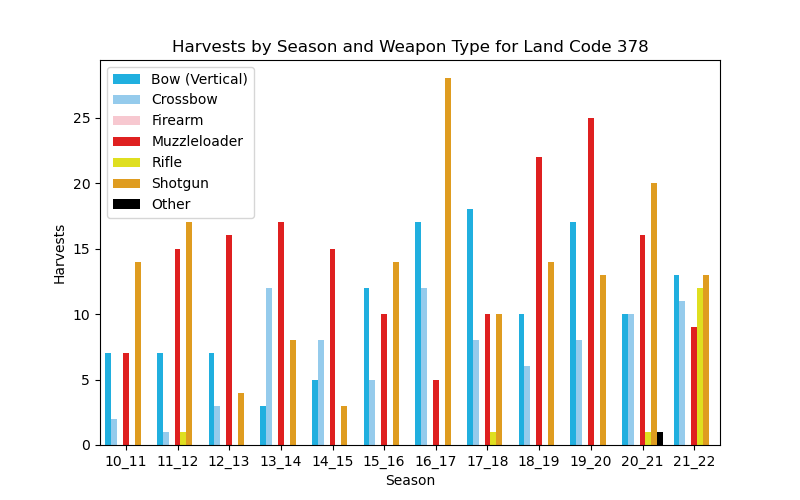 Harvests by Season and Weapon Type for Land Code 378
Bow (Vertical)
Crossbow
Firearm
Muzzleloader
Rifle
Shotgun
Other
25
20
15
10
5
0
Harvests
10_11 11_12 12_13 13_14 14_15 15_16 16_17 17_18 18_19 19_20 20_21 21_22
Season